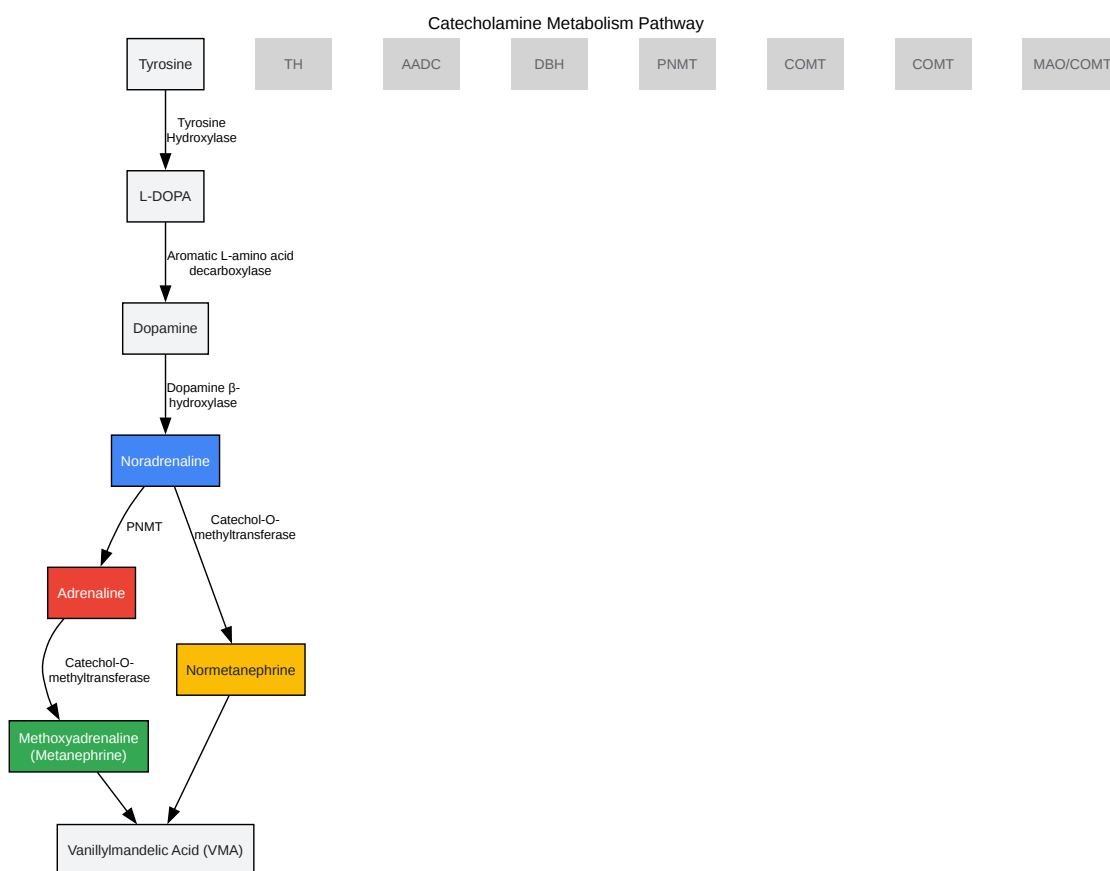 Catecholamine Metabolism Pathway
Tyrosine
TH
AADC
DBH
PNMT
COMT
COMT
MAO/COMT
Tyrosine
Hydroxylase
L-DOPA
Aromatic L-amino acid
decarboxylase
Dopamine
Dopamine β-
hydroxylase
Noradrenaline
PNMT
Catechol-O-
methyltransferase
Adrenaline
Catechol-O-
methyltransferase
Normetanephrine
Methoxyadrenaline
(Metanephrine)
Vanillylmandelic Acid (VMA)